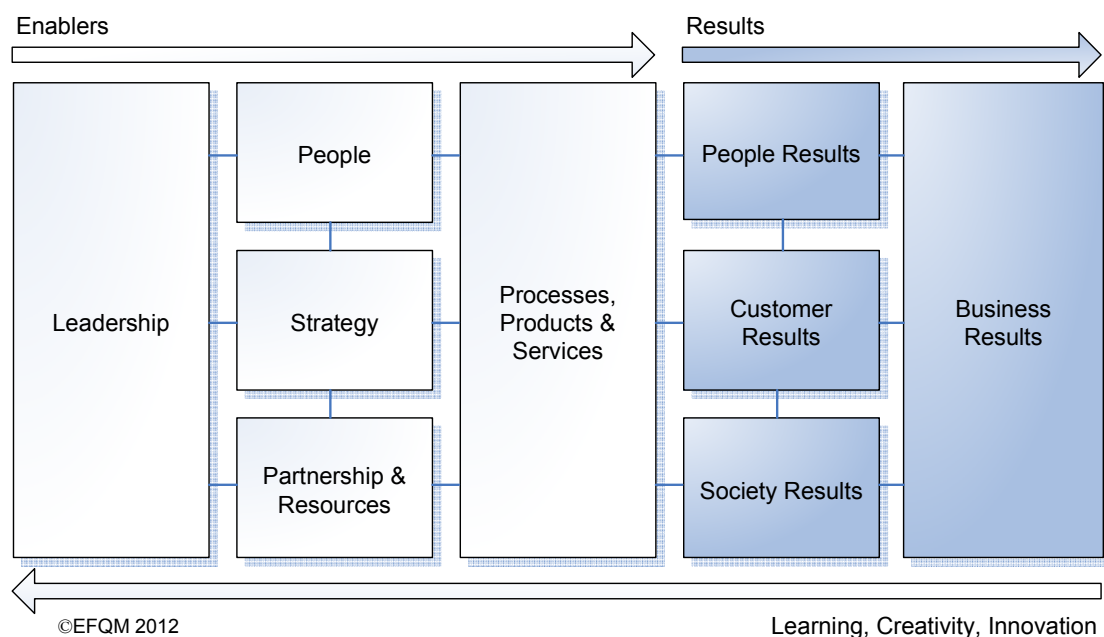 Enablers
Results
Leadership
People
Strategy
Partnership &
Resources
Processes,
Products &
Services
People Results
Customer
Results
Society Results
Business
Results
©EFQM 2012
Learning, Creativity, Innovation